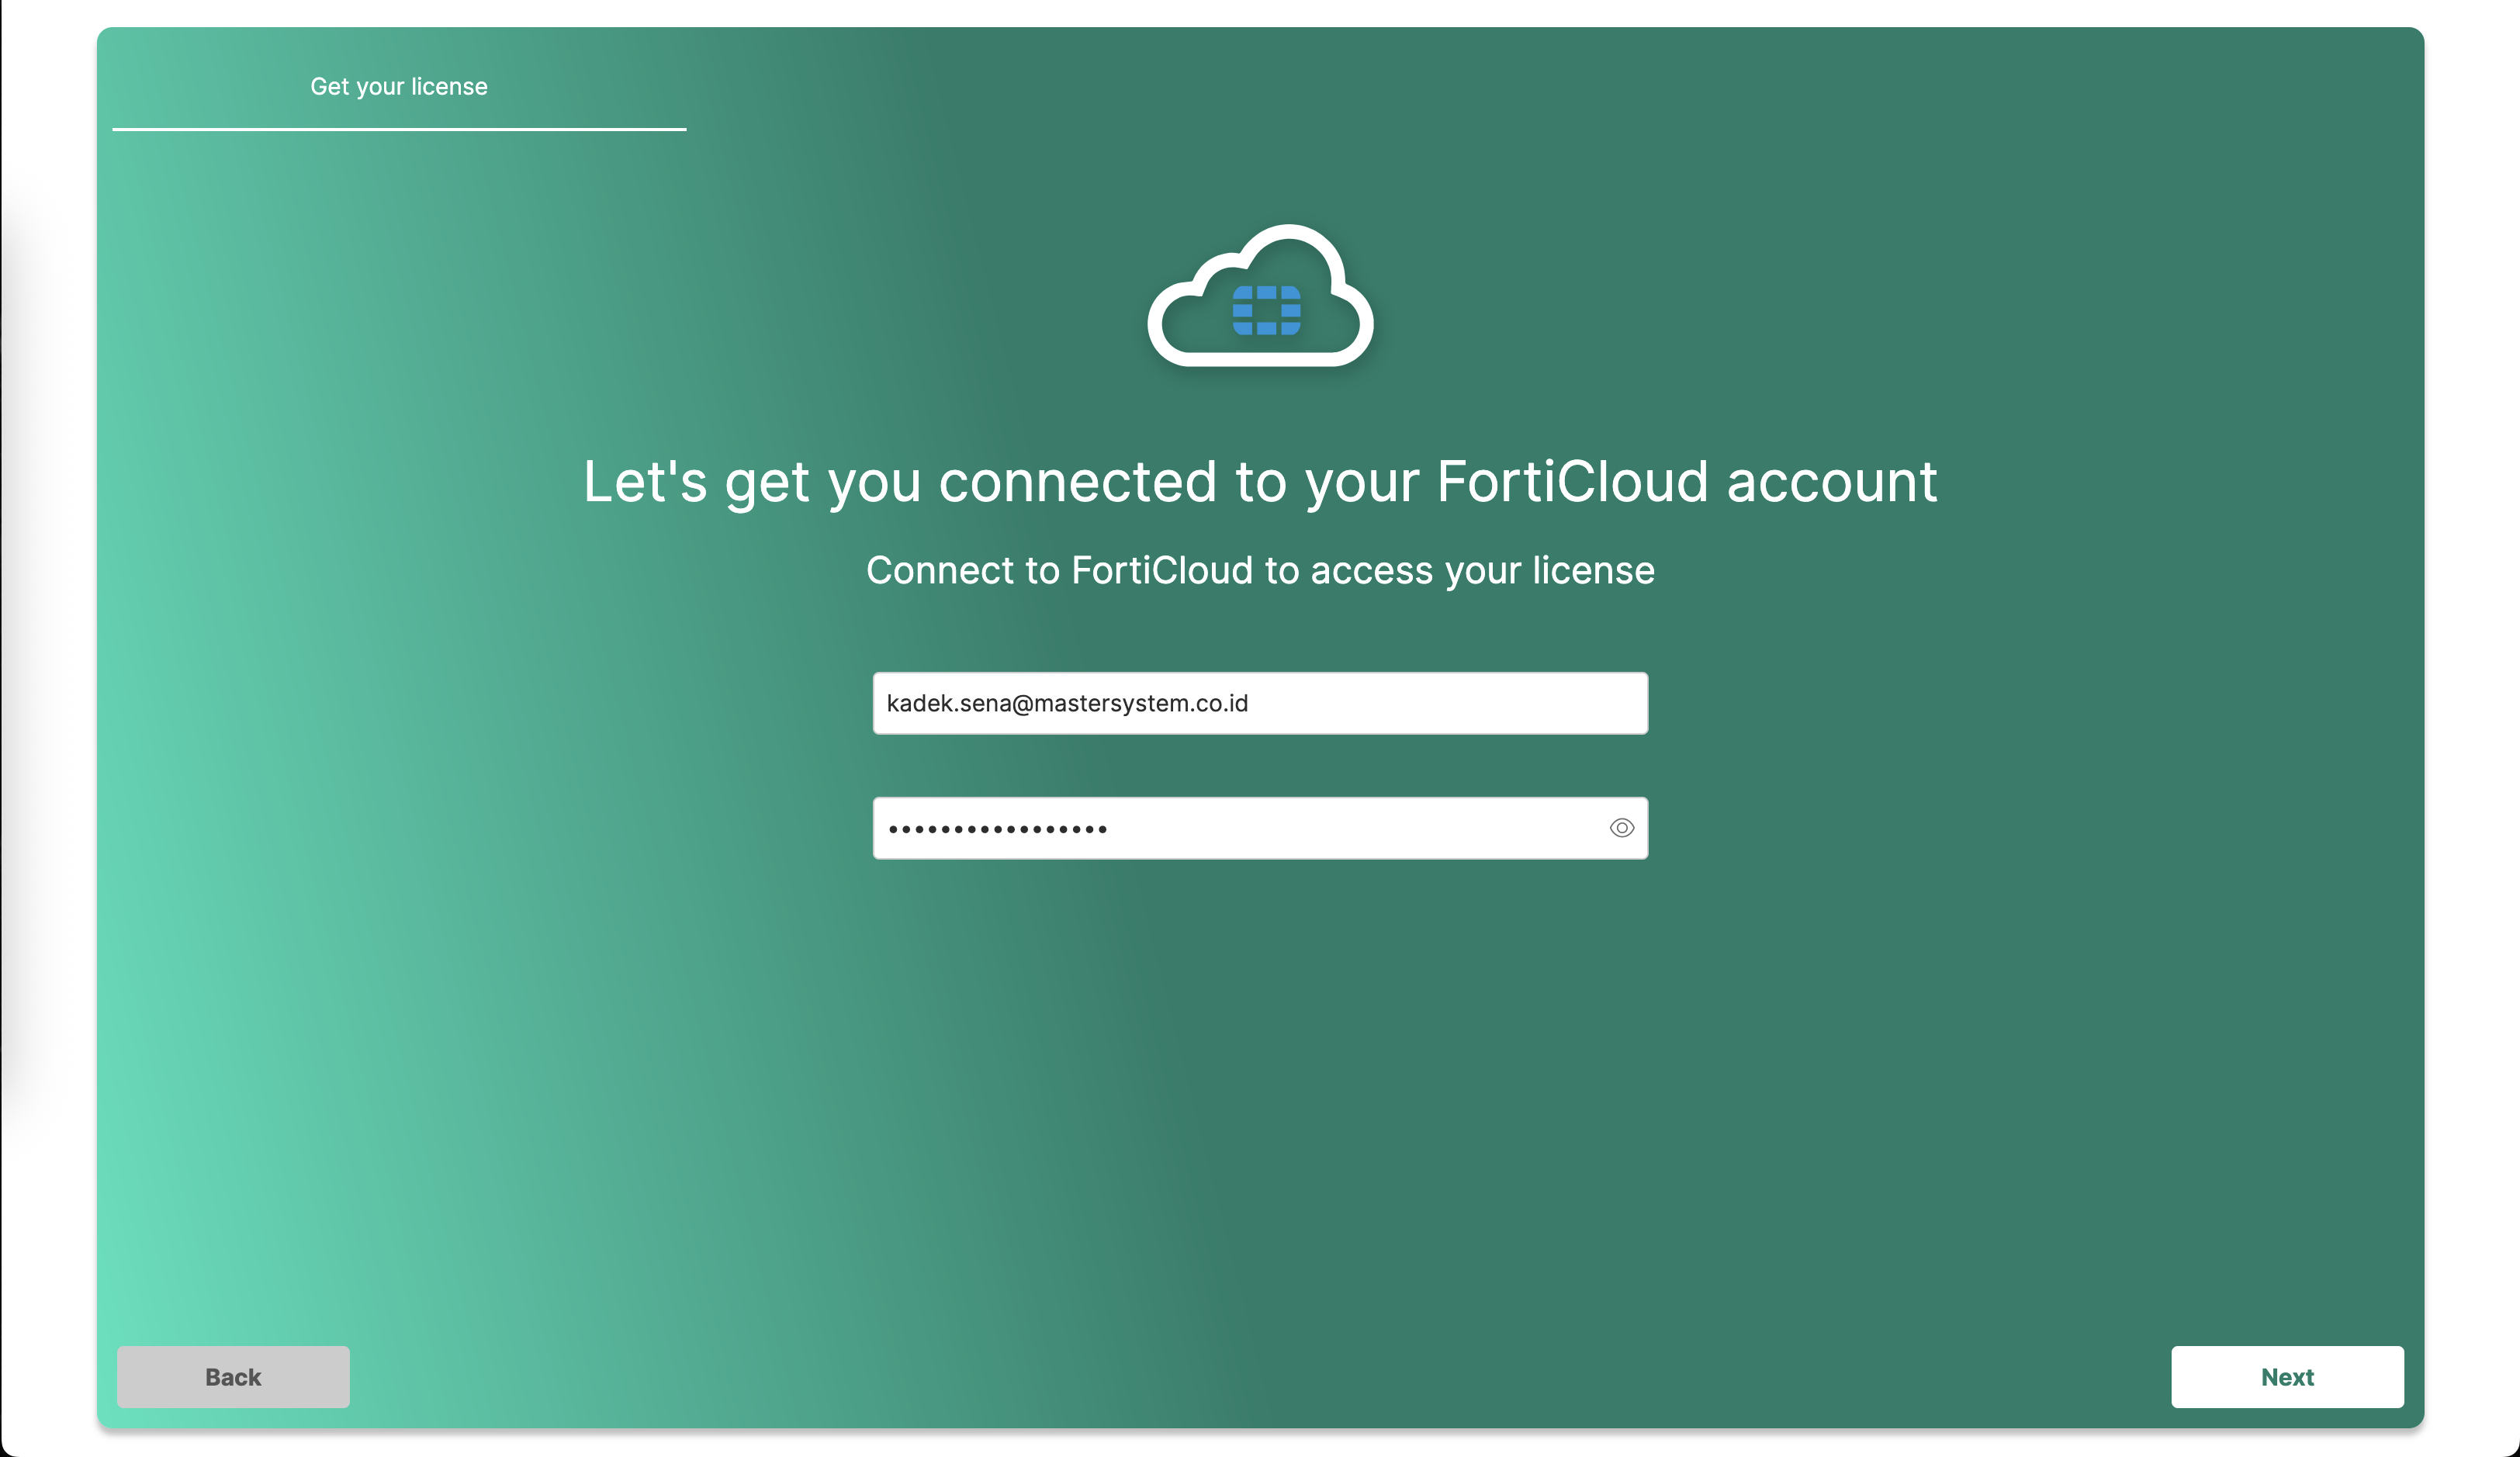 Get your license
Let's get you connected to your FortiCloud account
Connect to FortiCloud to access your license
kadek.sena@mastersystem.co.id
•••••••••••••••••
Back
Next